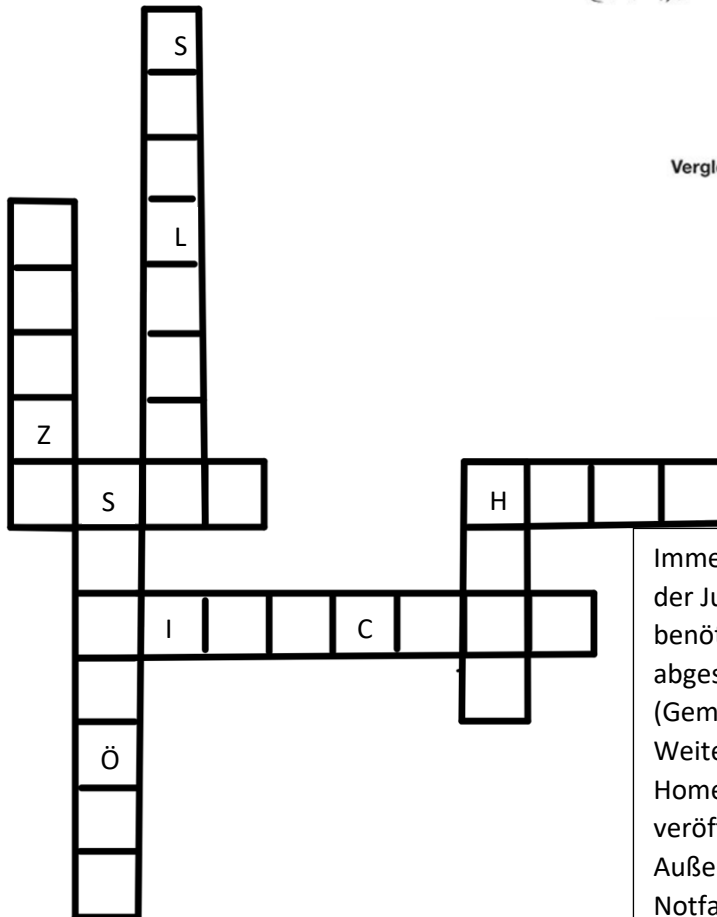 S
Vergl
L
Z
S
H
I
C
Ö
Imme
der Ju
benöt
abges
(Gem
Weite
Home
veröf
Auße
Notfa